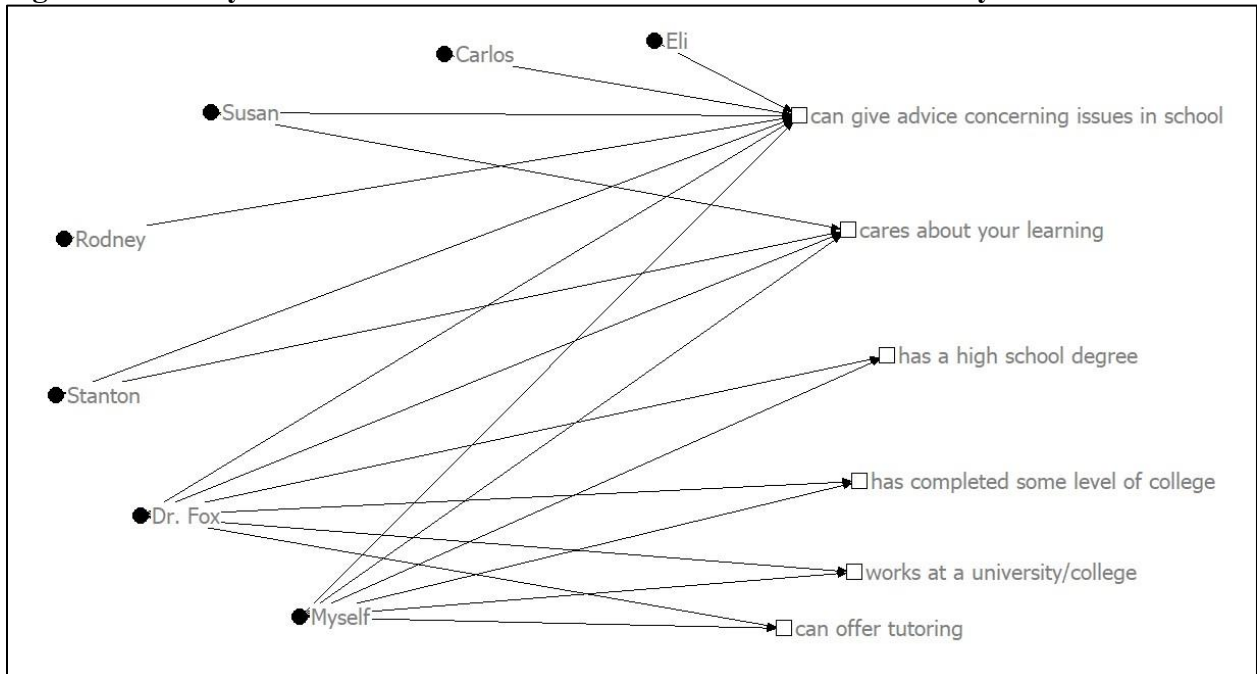 Eli
Carlos
Susan
can give advice concerning issues in school
Rodney
cares about your learning
has a high school degree
Stanton
has completed some level of college
Dr. Fox
works at a university/college
Myself
can offer tutoring